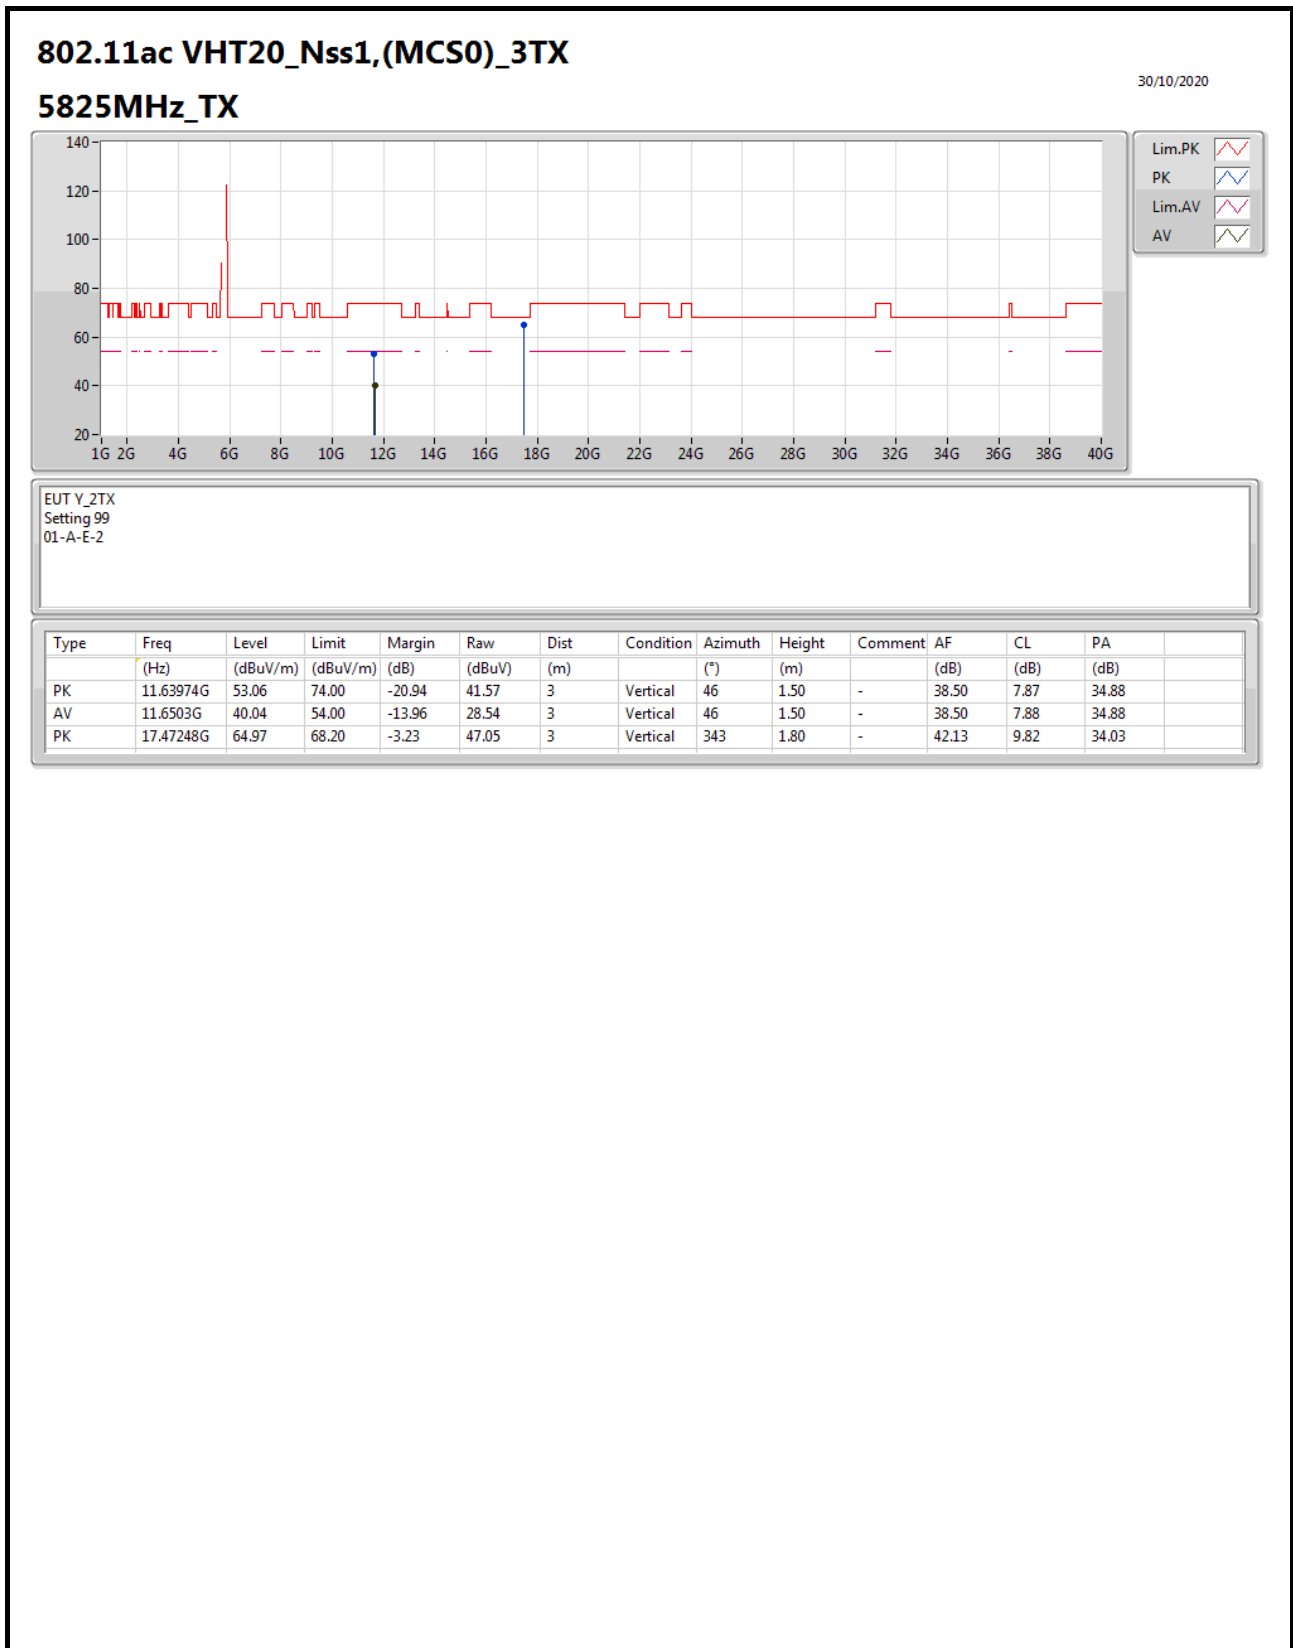 802.11ac VHT20_Nss1,(MCS0)_3TX
30/10/2020
5825MHz_TX
140
120
100
80
60
40
20
1G 2G 4G 6G 8G 10G 12G 14G 16G 18G 20G 22G 24G 26G 28G 30G 32G 34G 36G 38G 40G
Lim.PK
PK
Lim.AV
AV
EUT Y_2TX
Setting 99
01-A-E-2
Type Freq Level Limit Margin Raw Dist Condition Azimuth Height Comment AF CL PA
(Hz) (dBuV/m) (dBuV/m) (dB) (dBuV) (m) (°) (m) (dB) (dB) (dB)
PK 11.63974G 53.06 74.00 -20.94 41.57 3 Vertical 46 1.50 - 38.50 7.87 34.88
AV 11.6503G 40.04 54.00 -13.96 28.54 3 Vertical 46 1.50 - 38.50 7.88 34.88
PK 17.47248G 64.97 68.20 -3.23 47.05 3 Vertical 343 1.80 - 42.13 9.82 34.03